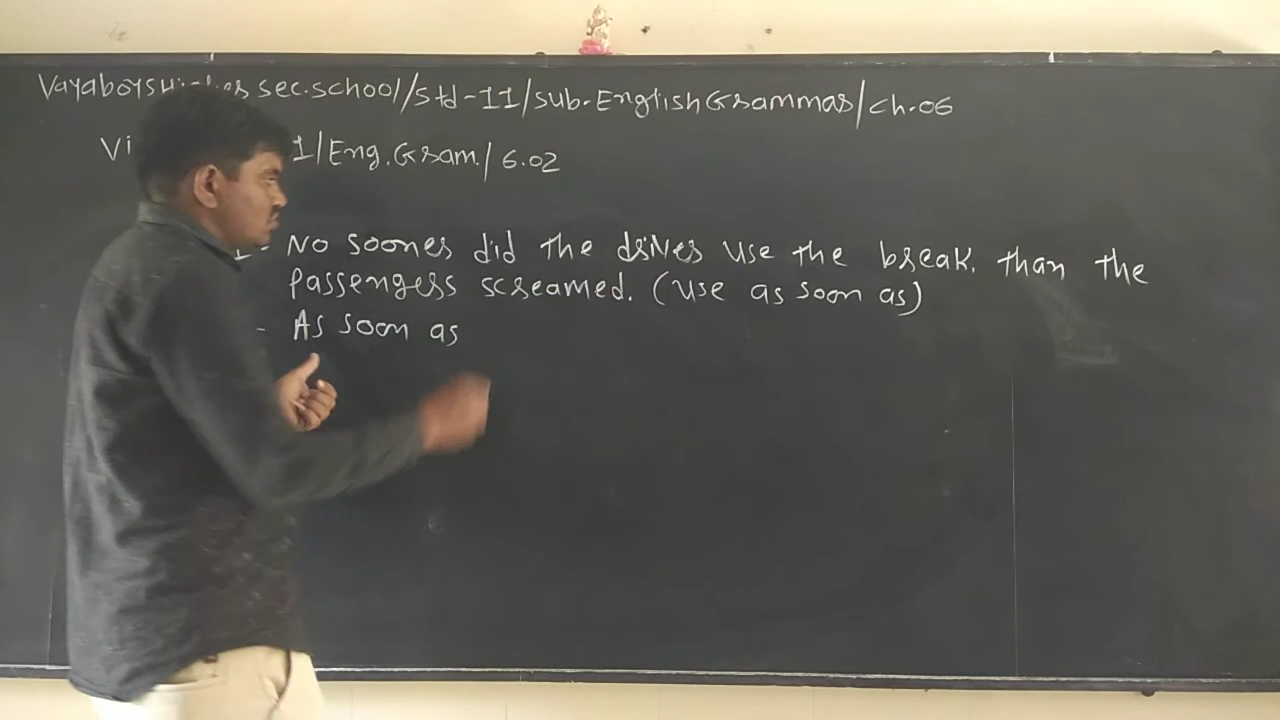 Vayaboys sec.school/std-11/sub.English Grammar/ch.06
1/Eng.Gram./6.02
No sooner did the driver use the break, than the
passengers screamed. (use as soon as)
- As soon as